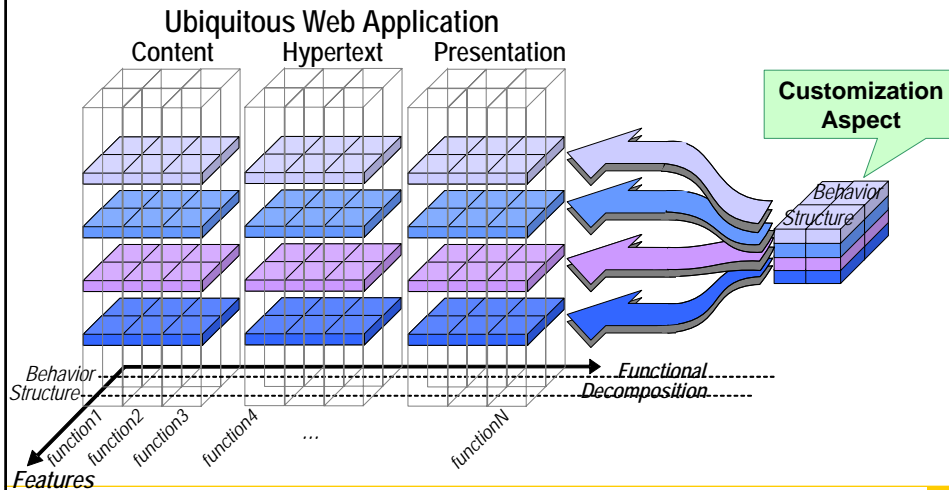 Ubiquitous Web Application
Content
Hypertext
Presentation
Customization
Aspect
Behavior
Structure
Behavior
Structure
Functional
Decomposition
function1
function2
function3
function4
...
functionN
Features